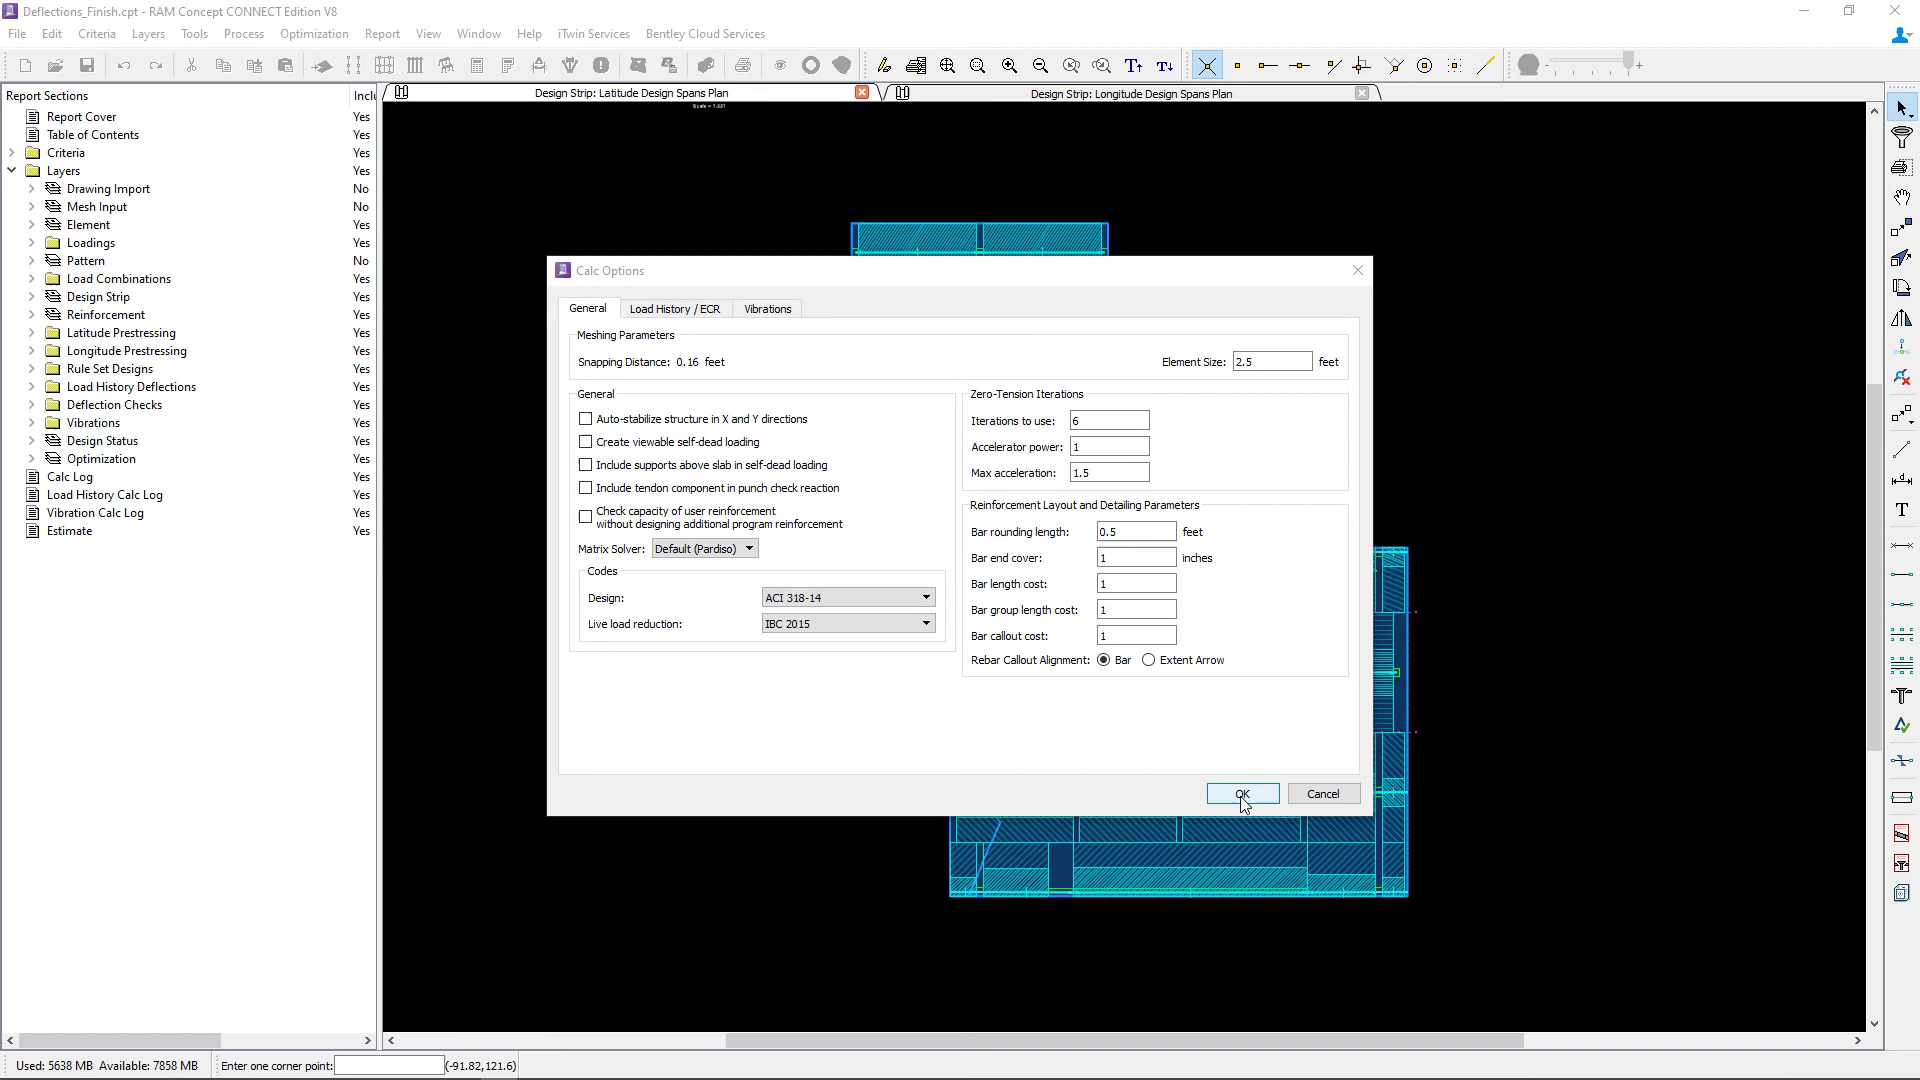 Deflections_Finish.cpt - RAM Concept CONNECT Edition V8
File Edit Criteria Layers Tools Process Optimization Report View Window Help iTwin Services Bentley Cloud Services
Report Sections Inclu
Design Strip: Latitude Design Spans Plan
Design Strip: Longitude Design Spans Plan
Report Cover Yes
Table of Contents Yes
Criteria Yes
Layers Yes
Drawing Import No
Mesh Input No
Element Yes
Loadings Yes
Pattern No
Load Combinations Yes
Design Strip Yes
Reinforcement Yes
Latitude Prestressing Yes
Longitude Prestressing Yes
Rule Set Designs Yes
Load History Deflections Yes
Deflection Checks Yes
Vibrations Yes
Design Status Yes
Optimization Yes
Calc Log Yes
Load History Calc Log Yes
Vibration Calc Log Yes
Estimate Yes
Calc Options
General Load History / ECR Vibrations
Meshing Parameters
Snapping Distance: 0.16 feet
Element Size: 2.5 feet
General
Auto-stabilize structure in X and Y directions
Create viewable self-dead loading
Include supports above slab in self-dead loading
Include tendon component in punch check reaction
Check capacity of user reinforcement
without designing additional program reinforcement
Matrix Solver: Default (Pardiso)
Codes
Design: ACI 318-14
Live load reduction: IBC 2015
Zero-Tension Iterations
Iterations to use: 6
Accelerator power: 1
Max acceleration: 1.5
Reinforcement Layout and Detailing Parameters
Bar rounding length: 0.5 feet
Bar end cover: 1 inches
Bar length cost: 1
Bar group length cost: 1
Bar callout cost: 1
Rebar Callout Alignment: Bar Extent Arrow
OK Cancel
Used: 5638 MB Available: 7858 MB Enter one corner point: (-91.82,121.6)